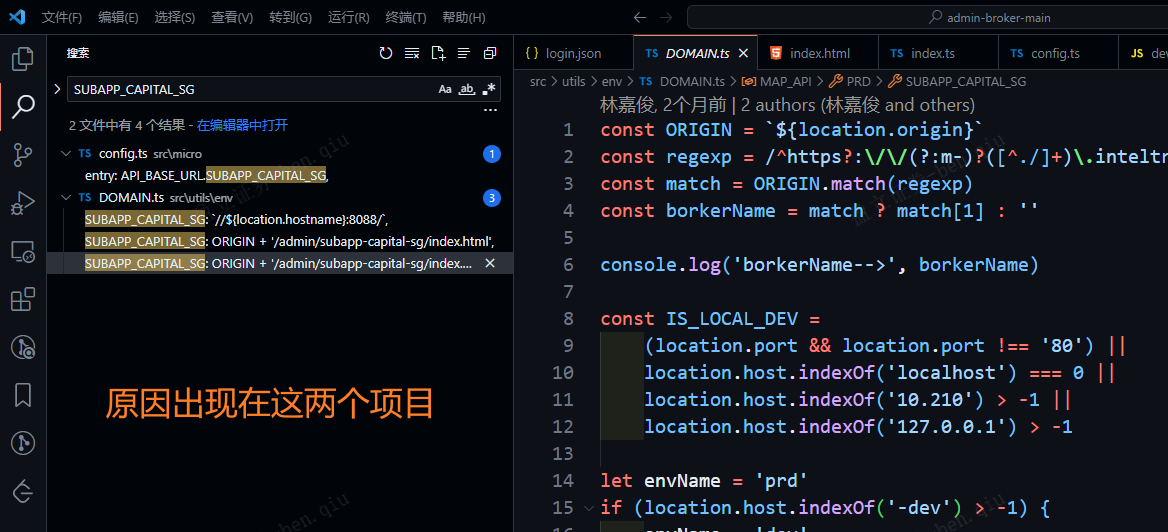 文件(F) 编辑(E) 选择(S) 查看(V) 转到(G) 运行(R) 终端(T) 帮助(H) admin-broker-main
搜索
SUBAPP_CAPITAL_SG Aa ab .*
2 文件中有 4 个结果 - 在编辑器中打开
TS config.ts src\micro 1
entry: API_BASE_URL.SUBAPP_CAPITAL_SG,
TS DOMAIN.ts src\utils\env 3
SUBAPP_CAPITAL_SG: `//${location.hostname}:8088/`,
SUBAPP_CAPITAL_SG: ORIGIN + '/admin/subapp-capital-sg/index.html',
SUBAPP_CAPITAL_SG: ORIGIN + '/admin/subapp-capital-sg/index....
原因出现在这两个项目
{ } login.json TS DOMAIN.ts index.html TS index.ts TS config.ts JS dev
src > utils > env > TS DOMAIN.ts > MAP_API > PRD > SUBAPP_CAPITAL_SG
林嘉俊, 2个月前 | 2 authors (林嘉俊 and others)
1 const ORIGIN = `${location.origin}`
2 const regexp = /^https?:\/\/(?:m-)?([^./]+)\.inteltr
3 const match = ORIGIN.match(regexp)
4 const borkerName = match ? match[1] : ''
5
6 console.log('borkerName-->', borkerName)
7
8 const IS_LOCAL_DEV =
9 (location.port && location.port !== '80') ||
10 location.host.indexOf('localhost') === 0 ||
11 location.host.indexOf('10.210') > -1 ||
12 location.host.indexOf('127.0.0.1') > -1
13
14 let envName = 'prd'
15 if (location.host.indexOf('-dev') > -1) {